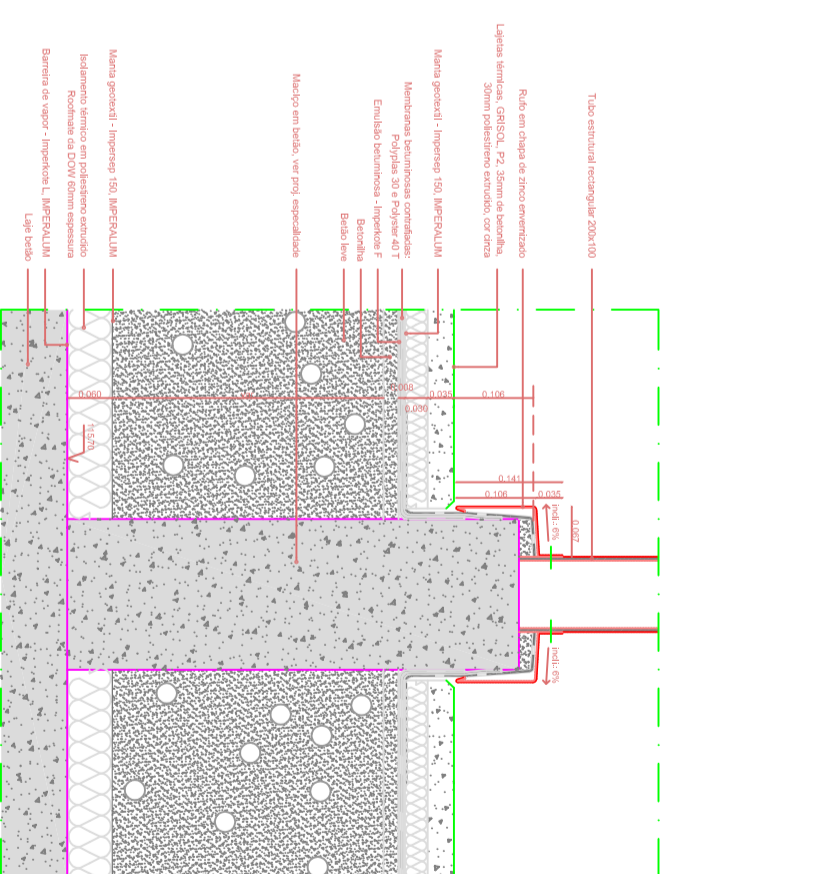 Tubo estrutural rectangular 200x100
Rufo em chapa de zinco envernizado
Lajetas térmicas, GRISOL, P2, 35mm de betonilha,
30mm poliestireno extrudido, cor cinza
Manta geotextil - Impersep 150, IMPERALUM
Membranas betuminosas contrafiadas:
Polyplas 30 e Polyster 40 T
Emulsão betuminosa - Imperkote F
Betonilha
Betão leve
Maciço em betão, ver proj. especialidade
Manta geotextil - Impersep 150, IMPERALUM
Isolamento térmico em poliestireno extrudido
Roofmate da DOW 60mm espessura
Barreira de vapor - Imperkote L, IMPERALUM
Laje betão
0.060
0.008
0.035
0.030
0.106
0.141
0.106
0.035
0.067
incli.: 6%
incli.: 6%